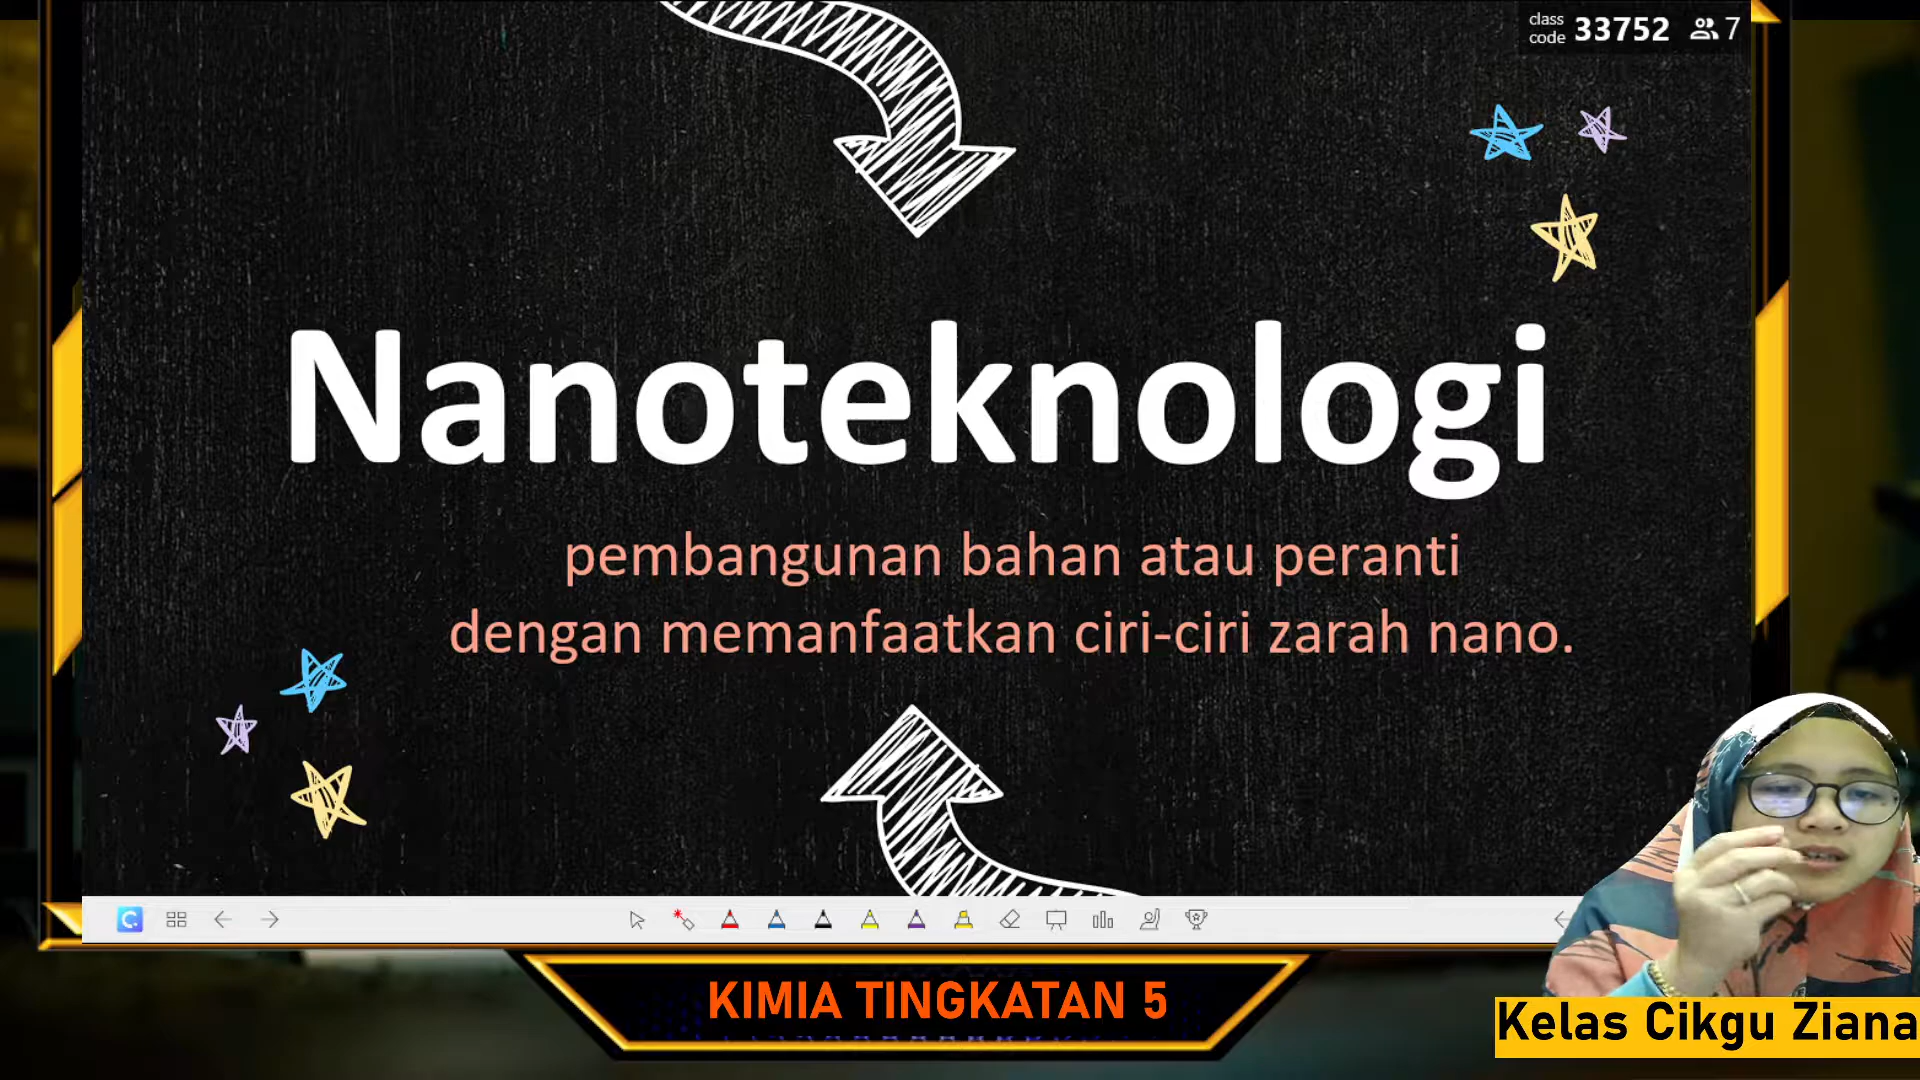 class
code 33752 7
Nanoteknologi
pembangunan bahan atau peranti
dengan memanfaatkan ciri-ciri zarah nano.
KIMIA TINGKATAN 5
Kelas Cikgu Ziana